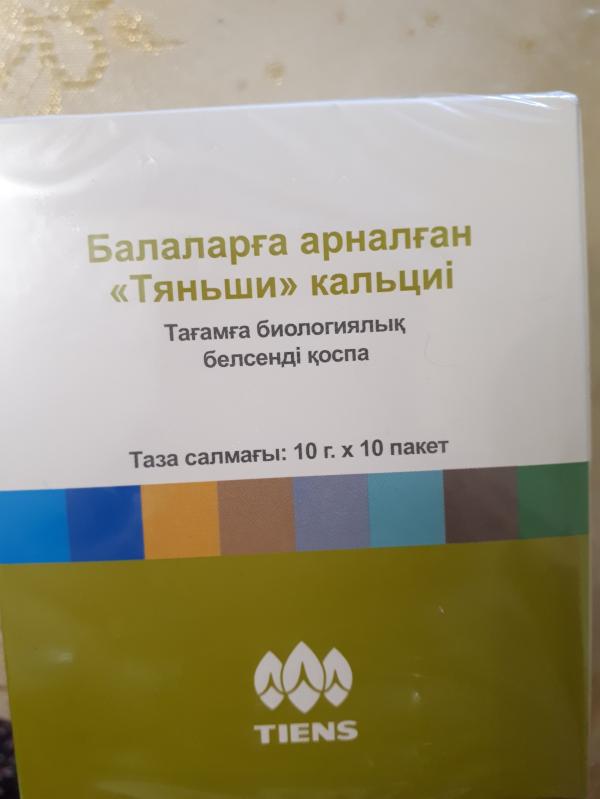 Балаларға арналған
«Тяньши» кальциі
Тағамға биологиялық
белсенді қоспа
Таза салмағы: 10 г. х 10 пакет
TIENS